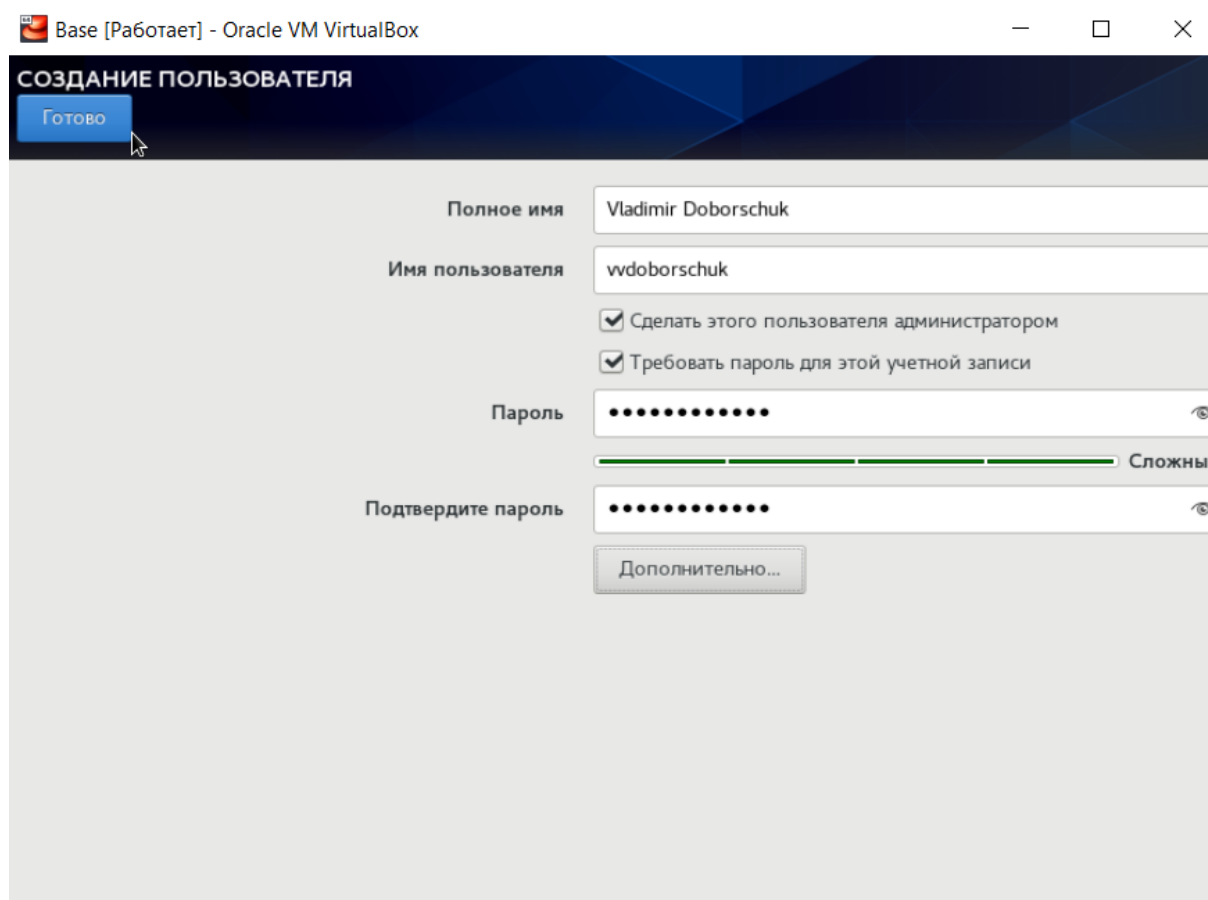 Base [Работает] - Oracle VM VirtualBox
СОЗДАНИЕ ПОЛЬЗОВАТЕЛЯ
Готово
Полное имя Vladimir Doborschuk
Имя пользователя vvdoborschuk
Сделать этого пользователя администратором
Требовать пароль для этой учетной записи
Пароль ••••••••••••
Сложны
Подтвердите пароль ••••••••••••
Дополнительно...